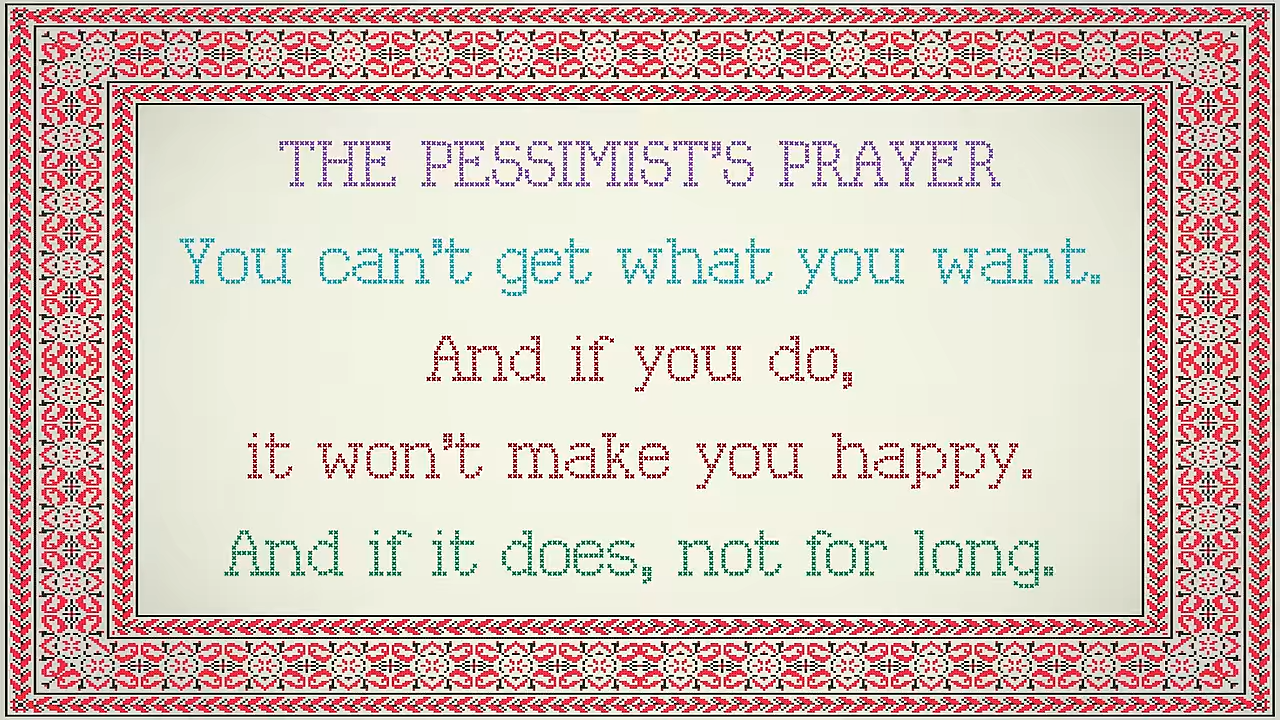 THE PESSIMIST'S PRAYER
You can't get what you want.
And if you do,
it won't make you happy.
And if it does, not for long.